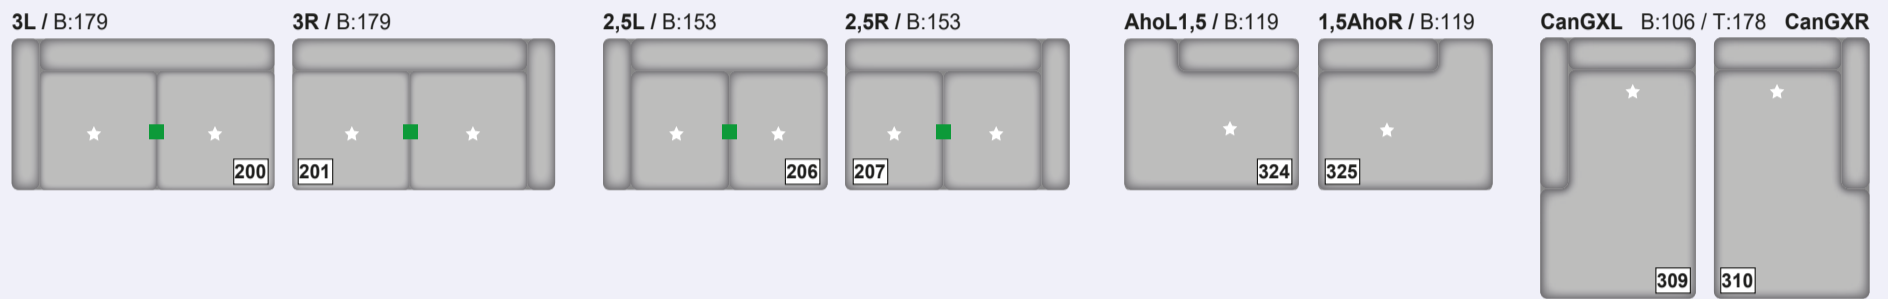 3L / B:179
3R / B:179
2,5L / B:153
2,5R / B:153
AhoL1,5 / B:119
1,5AhoR / B:119
CanGXL B:106 / T:178 CanGXR
200
201
206
207
324
325
309
310